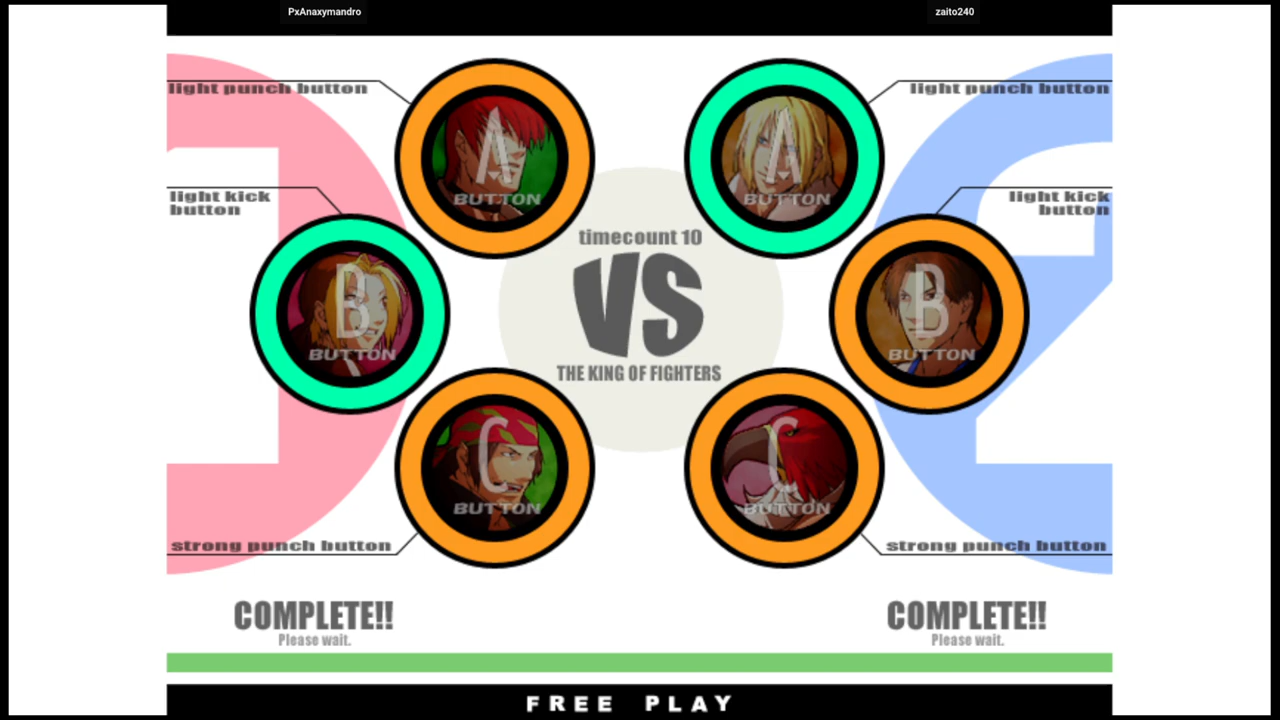 PxAnaxymandro
zaito240
light punch button
light punch button
A
BUTTON
A
BUTTON
light kick
button
light kick
button
timecount 10
VS
THE KING OF FIGHTERS
B
BUTTON
B
BUTTON
C
BUTTON
C
BUTTON
strong punch button
strong punch button
COMPLETE!!
Please wait.
COMPLETE!!
Please wait.
FREE PLAY